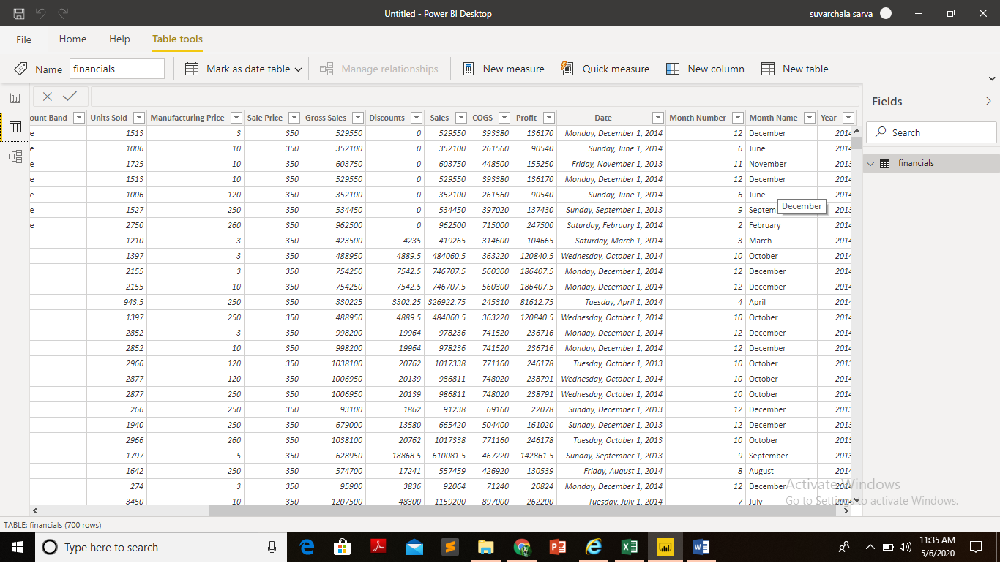 Untitled - Power BI Desktop
suvarchala sarva
File Home Help Table tools
Name financials Mark as date table Manage relationships New measure Quick measure New column New table
Fields
Search
financials
ount Band Units Sold Manufacturing Price Sale Price Gross Sales Discounts Sales COGS Profit Date Month Number Month Name Year
e 1513 3 350 529550 0 529550 393380 136170 Monday, December 1, 2014 12 December 2014
e 1006 10 350 352100 0 352100 261560 90540 Sunday, June 1, 2014 6 June 2014
e 1725 10 350 603750 0 603750 448500 155250 Friday, November 1, 2013 11 November 2013
e 1513 10 350 529550 0 529550 393380 136170 Monday, December 1, 2014 12 December 2014
e 1006 120 350 352100 0 352100 261560 90540 Sunday, June 1, 2014 6 June 2014
e 1527 250 350 534450 0 534450 397020 137430 Sunday, September 1, 2013 9 Septem 2013
December
e 2750 260 350 962500 0 962500 715000 247500 Saturday, February 1, 2014 2 February 2014
1210 3 350 423500 4235 419265 314600 104665 Saturday, March 1, 2014 3 March 2014
1397 3 350 488950 4889.5 484060.5 363220 120840.5 Wednesday, October 1, 2014 10 October 2014
2155 3 350 754250 7542.5 746707.5 560300 186407.5 Monday, December 1, 2014 12 December 2014
2155 10 350 754250 7542.5 746707.5 560300 186407.5 Monday, December 1, 2014 12 December 2014
943.5 250 350 330225 3302.25 326922.75 245310 81612.75 Tuesday, April 1, 2014 4 April 2014
1397 250 350 488950 4889.5 484060.5 363220 120840.5 Wednesday, October 1, 2014 10 October 2014
2852 3 350 998200 19964 978236 741520 236716 Monday, December 1, 2014 12 December 2014
2852 10 350 998200 19964 978236 741520 236716 Monday, December 1, 2014 12 December 2014
2966 120 350 1038100 20762 1017338 771160 246178 Tuesday, October 1, 2013 10 October 2013
2877 120 350 1006950 20139 986811 748020 238791 Wednesday, October 1, 2014 10 October 2014
2877 250 350 1006950 20139 986811 748020 238791 Wednesday, October 1, 2014 10 October 2014
266 250 350 93100 1862 91238 69160 22078 Sunday, December 1, 2013 12 December 2013
1940 250 350 679000 13580 665420 504400 161020 Sunday, December 1, 2013 12 December 2013
2966 260 350 1038100 20762 1017338 771160 246178 Tuesday, October 1, 2013 10 October 2013
1797 5 350 628950 18868.5 610081.5 467220 142861.5 Sunday, September 1, 2013 9 September 2013
1642 250 350 574700 17241 557459 426920 130539 Friday, August 1, 2014 8 August 2014
274 3 350 95900 3836 92064 71240 20824 Monday, December 1, 2014 12 December 2014
3450 10 350 1207500 48300 1159200 897000 262200 Tuesday, July 1, 2014 7 July 2014
Activate Windows
Go to Settings to activate Windows.
TABLE: financials (700 rows)
Type here to search
11:35 AM
5/6/2020